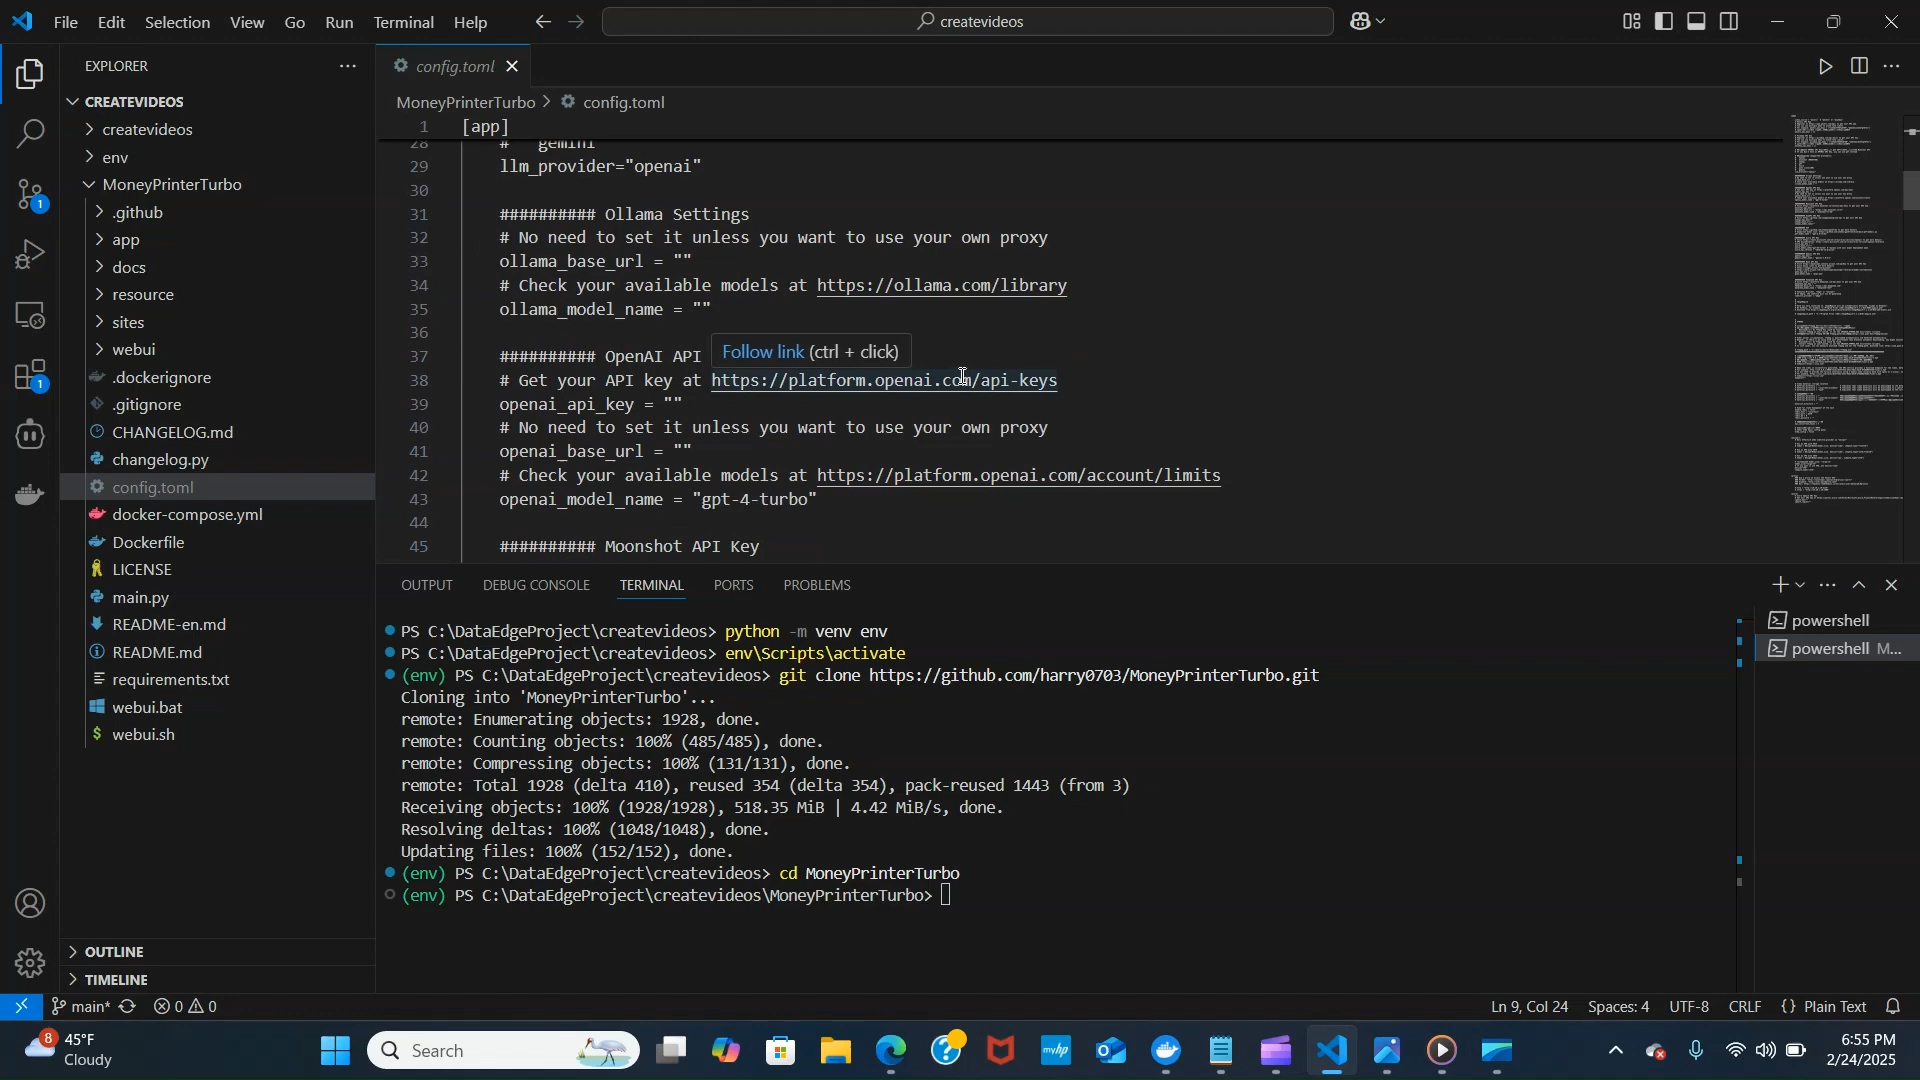 File Edit Selection View Go Run Terminal Help
createvideos
EXPLORER
config.toml
MoneyPrinterTurbo > config.toml
CREATEVIDEOS
createvideos
env
MoneyPrinterTurbo
.github
app
docs
resource
sites
webui
.dockerignore
.gitignore
CHANGELOG.md
changelog.py
config.toml
docker-compose.yml
Dockerfile
LICENSE
main.py
README-en.md
README.md
requirements.txt
webui.bat
webui.sh
OUTLINE
TIMELINE
1 [app]
28 # gemini
29 llm_provider="openai"
30
31 ########## Ollama Settings
32 # No need to set it unless you want to use your own proxy
33 ollama_base_url = ""
34 # Check your available models at https://ollama.com/library
35 ollama_model_name = ""
36
37 ########## OpenAI API
Follow link (ctrl + click)
38 # Get your API key at https://platform.openai.com/api-keys
39 openai_api_key = ""
40 # No need to set it unless you want to use your own proxy
41 openai_base_url = ""
42 # Check your available models at https://platform.openai.com/account/limits
43 openai_model_name = "gpt-4-turbo"
44
45 ########## Moonshot API Key
OUTPUT DEBUG CONSOLE TERMINAL PORTS PROBLEMS
PS C:\DataEdgeProject\createvideos> python -m venv env
PS C:\DataEdgeProject\createvideos> env\Scripts\activate
(env) PS C:\DataEdgeProject\createvideos> git clone https://github.com/harry0703/MoneyPrinterTurbo.git
Cloning into 'MoneyPrinterTurbo'...
remote: Enumerating objects: 1928, done.
remote: Counting objects: 100% (485/485), done.
remote: Compressing objects: 100% (131/131), done.
remote: Total 1928 (delta 410), reused 354 (delta 354), pack-reused 1443 (from 3)
Receiving objects: 100% (1928/1928), 518.35 MiB | 4.42 MiB/s, done.
Resolving deltas: 100% (1048/1048), done.
Updating files: 100% (152/152), done.
(env) PS C:\DataEdgeProject\createvideos> cd MoneyPrinterTurbo
(env) PS C:\DataEdgeProject\createvideos\MoneyPrinterTurbo>
powershell
powershell M...
1
1
main* 0 0
Ln 9, Col 24 Spaces: 4 UTF-8 CRLF {} Plain Text
8
45°F
Cloudy
Search
myhp
6:55 PM
2/24/2025